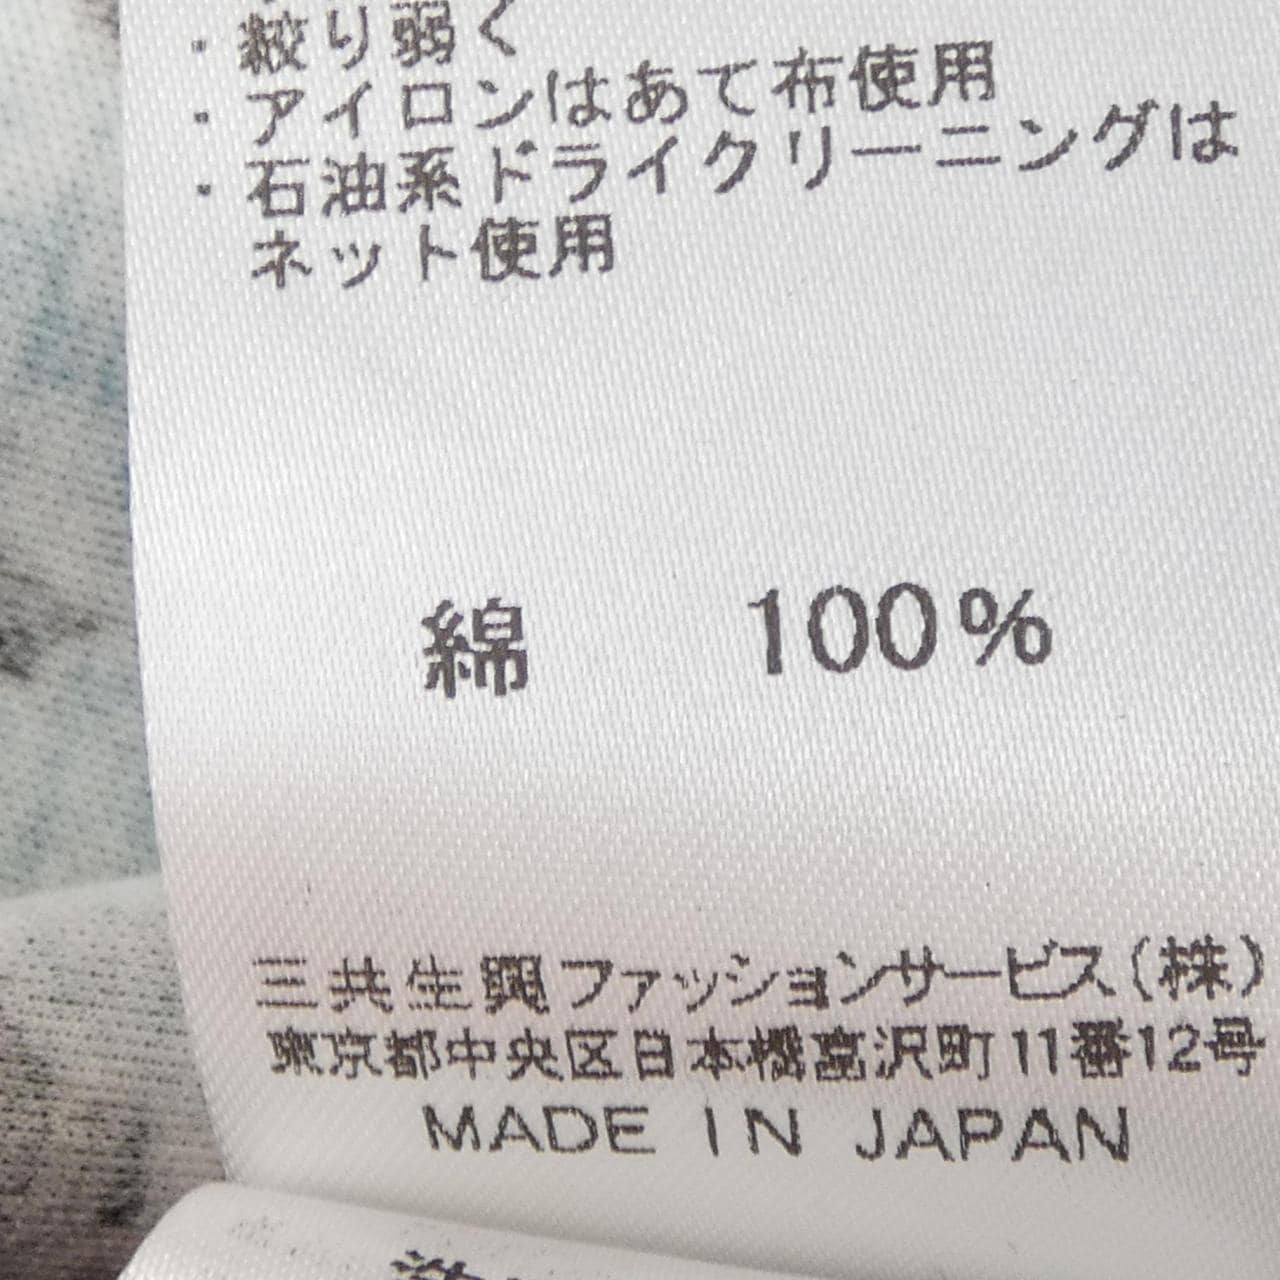 ・絞り弱く
・アイロンはあて布使用
・石油系ドライクリーニングは
ネット使用
綿 100%
三共生興ファッションサービス(株)
東京都中央区日本橋富沢町11番12号
MADE IN JAPAN